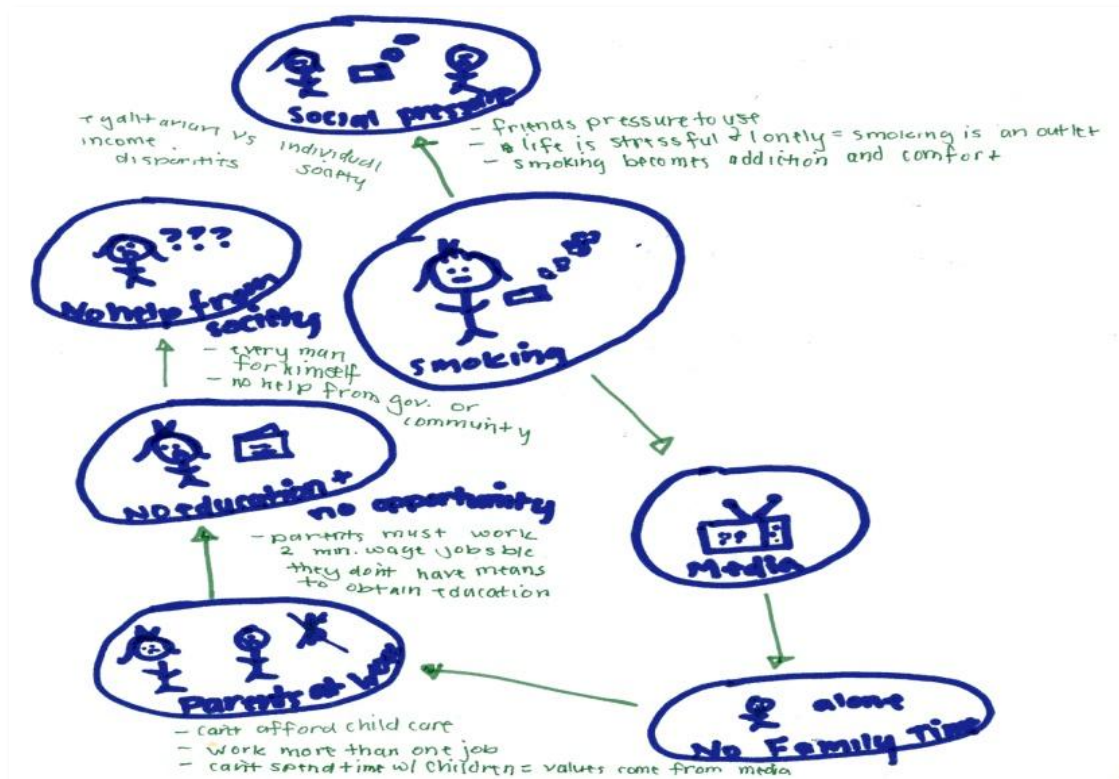 social pressure
- friends pressure to use
- life is stressful & lonely = smoking is an outlet
- smoking becomes addiction and comfort
egalitarian vs individual
income society
disparitits
???
No help from
society
- every man
for himself
- no help from gov. or
community
smoking
No education +
no opportunity
- parents must work
2 min. wage jobs b/c
they don't have means
to obtain education
??
Media
Parents at work
- can't afford child care
- work more than one job
- can't spend time w/ children = values come from media
alone
No Family Time